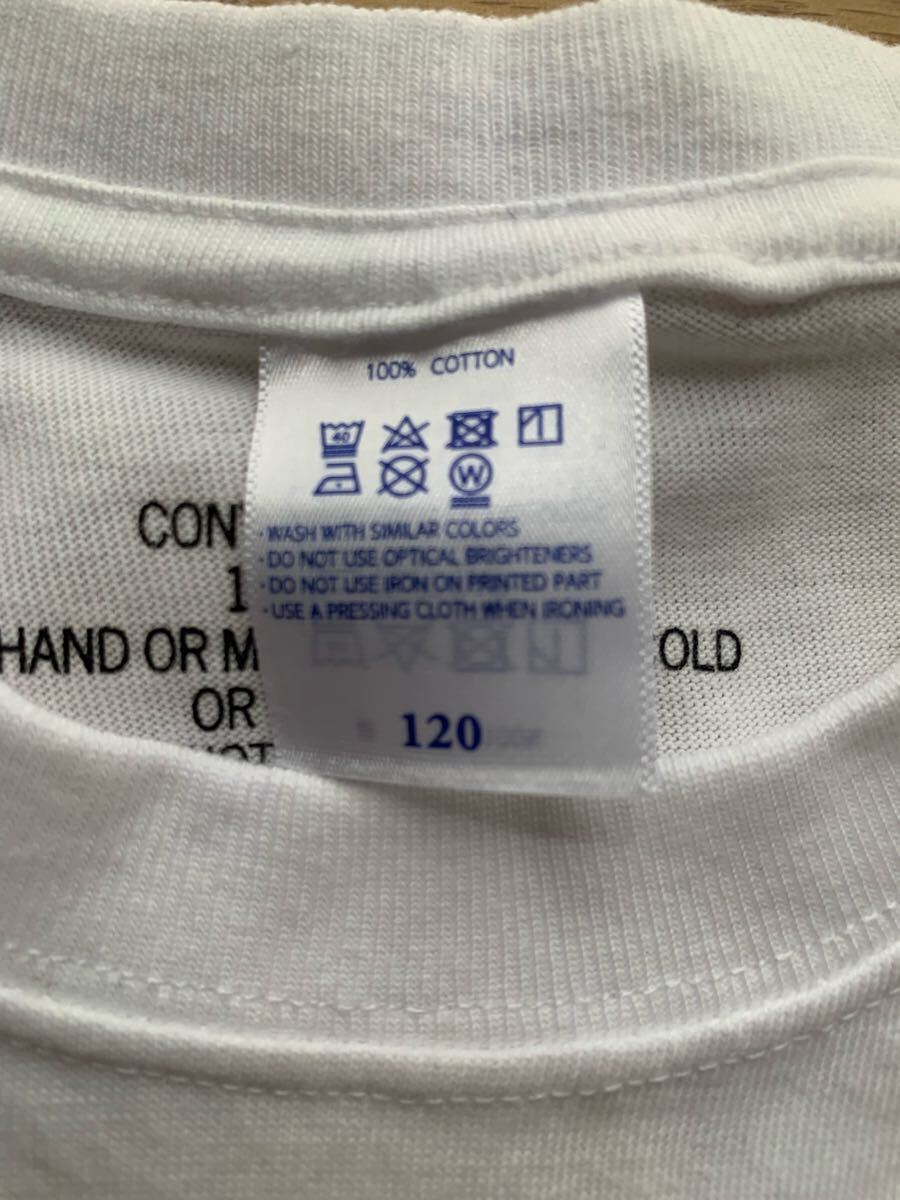 100% COTTON
40
W
·WASH WITH SIMILAR COLORS
·DO NOT USE OPTICAL BRIGHTENERS
·DO NOT USE IRON ON PRINTED PART
·USE A PRESSING CLOTH WHEN IRONING
120
CON
1
HAND OR M OLD
OR